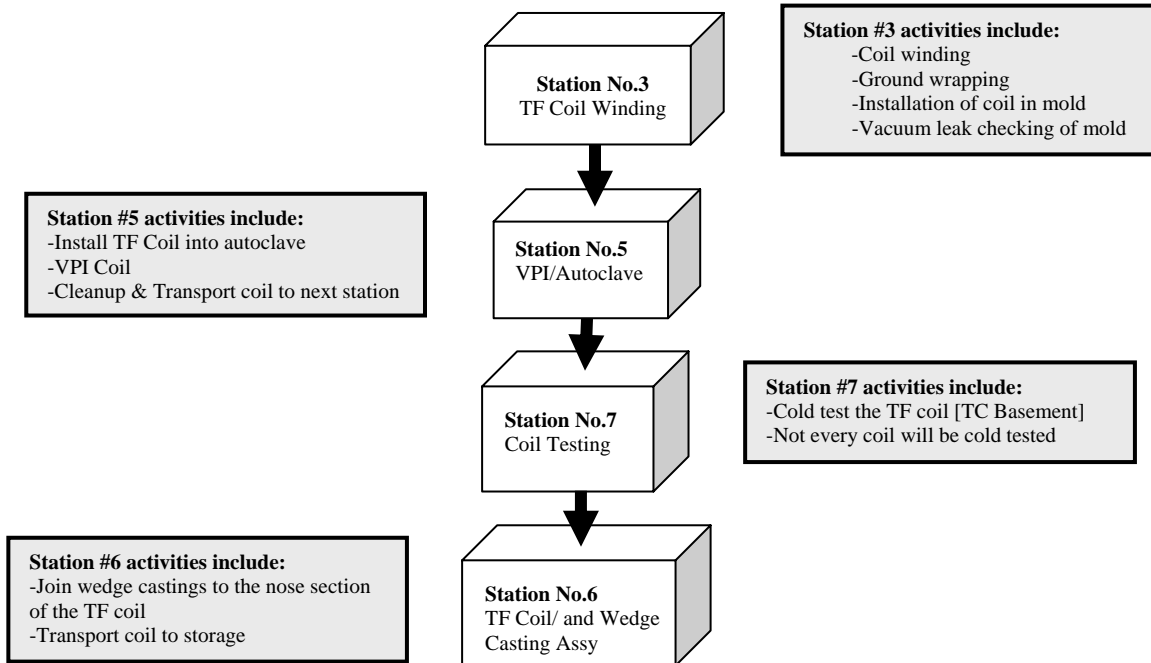 Station #3 activities include:
-Coil winding
-Ground wrapping
-Installation of coil in mold
-Vacuum leak checking of mold
Station No.3
TF Coil Winding
Station #5 activities include:
-Install TF Coil into autoclave
-VPI Coil
-Cleanup & Transport coil to next station
Station No.5
VPI/Autoclave
Station #7 activities include:
-Cold test the TF coil [TC Basement]
-Not every coil will be cold tested
Station No.7
Coil Testing
Station #6 activities include:
-Join wedge castings to the nose section
of the TF coil
-Transport coil to storage
Station No.6
TF Coil/ and Wedge
Casting Assy